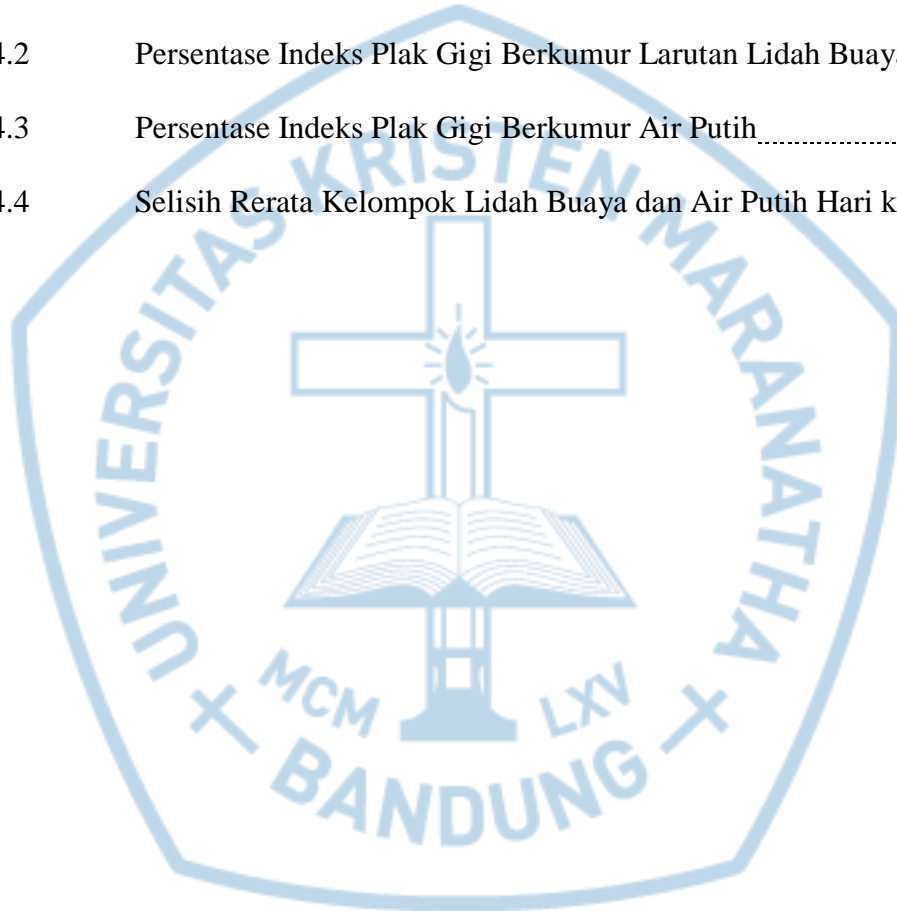 4.2 Persentase Indeks Plak Gigi Berkumur Larutan Lidah Buaya
4.3 Persentase Indeks Plak Gigi Berkumur Air Putih
4.4 Selisih Rerata Kelompok Lidah Buaya dan Air Putih Hari k
UNIVERSITAS KRISTEN MARANATHA
MCM LXV
BANDUNG